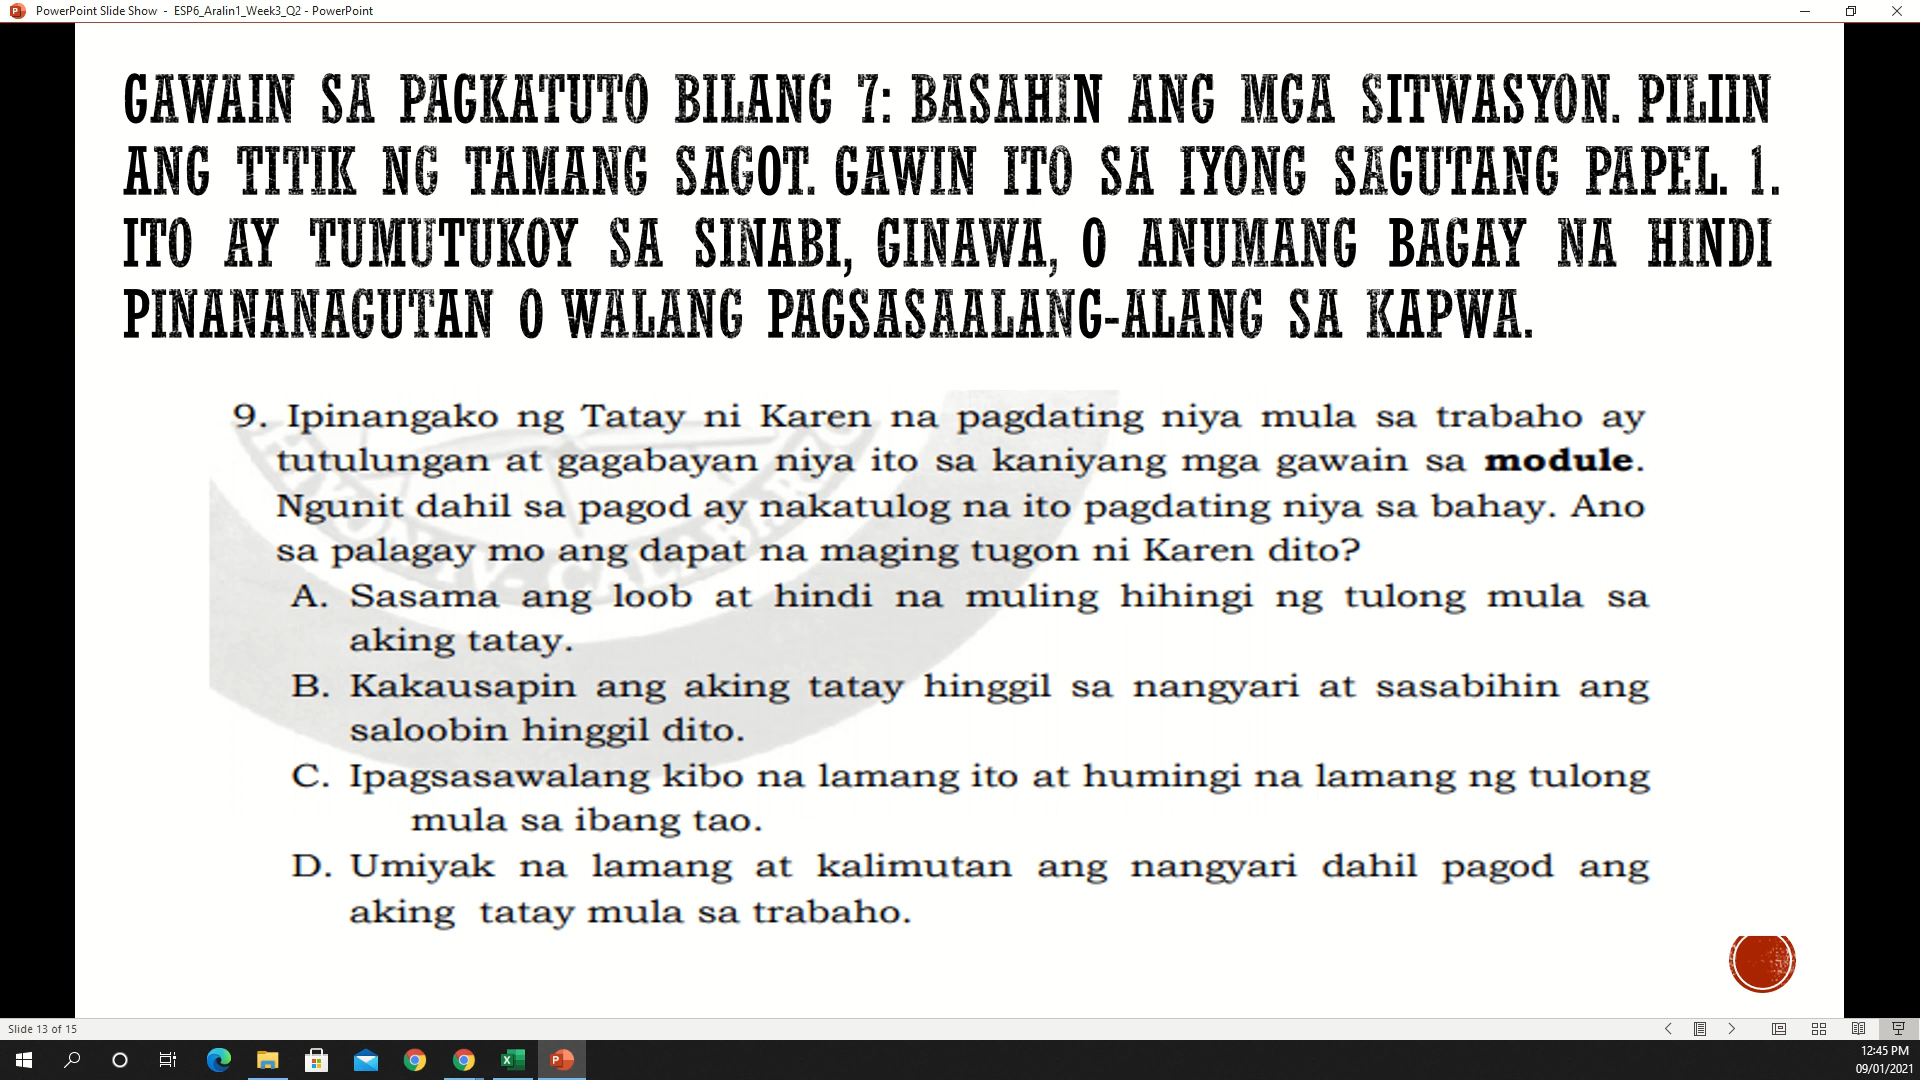 PowerPoint Slide Show - ESP6_Aralin1_Week3_Q2 - PowerPoint
GAWAIN SA PAGKATUTO BILANG 7: BASAHIN ANG MGA SITWASYON. PILIIN
ANG TITIK NG TAMANG SAGOT. GAWIN ITO SA IYONG SAGUTANG PAPEL. 1.
ITO AY TUMUTUKOY SA SINABI, GINAWA, O ANUMANG BAGAY NA HINDI
PINANANAGUTAN O WALANG PAGSASAALANG-ALANG SA KAPWA.
9. Ipinangako ng Tatay ni Karen na pagdating niya mula sa trabaho ay
tutulungan at gagabayan niya ito sa kaniyang mga gawain sa module.
Ngunit dahil sa pagod ay nakatulog na ito pagdating niya sa bahay. Ano
sa palagay mo ang dapat na maging tugon ni Karen dito?
A. Sasama ang loob at hindi na muling hihingi ng tulong mula sa
aking tatay.
B. Kakausapin ang aking tatay hinggil sa nangyari at sasabihin ang
saloobin hinggil dito.
C. Ipagsasawalang kibo na lamang ito at humingi na lamang ng tulong
mula sa ibang tao.
D. Umiyak na lamang at kalimutan ang nangyari dahil pagod ang
aking tatay mula sa trabaho.
Slide 13 of 15
12:45 PM
09/01/2021